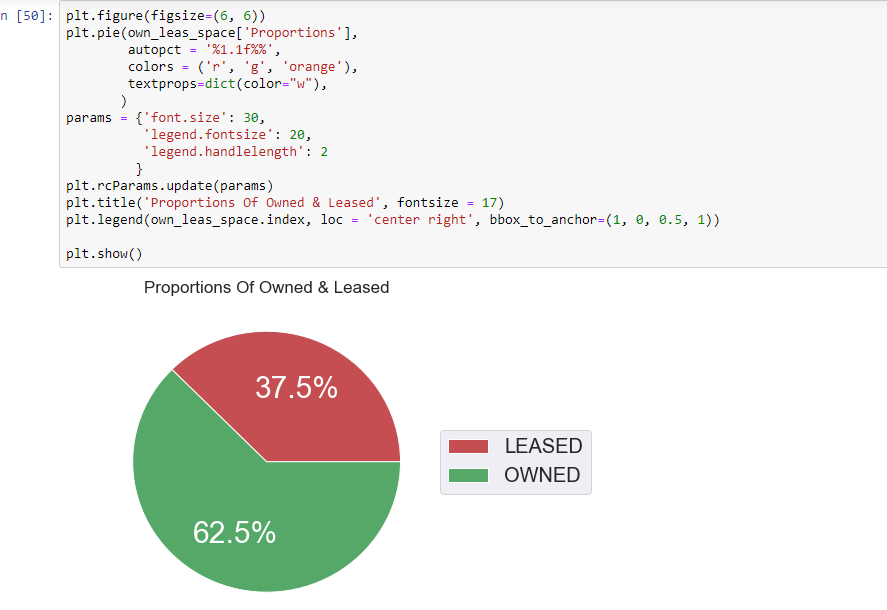 n [50]:
plt.figure(figsize=(6, 6))
plt.pie(own_leas_space['Proportions'],
        autopct = '%1.1f%%',
        colors = ('r', 'g', 'orange'),
        textprops=dict(color="w"),
       )
params = {'font.size': 30,
          'legend.fontsize': 20,
          'legend.handlelength': 2
         }
plt.rcParams.update(params)
plt.title('Proportions Of Owned & Leased', fontsize = 17)
plt.legend(own_leas_space.index, loc = 'center right', bbox_to_anchor=(1, 0, 0.5, 1))
plt.show()
Proportions Of Owned & Leased
37.5%
62.5%
LEASED
OWNED